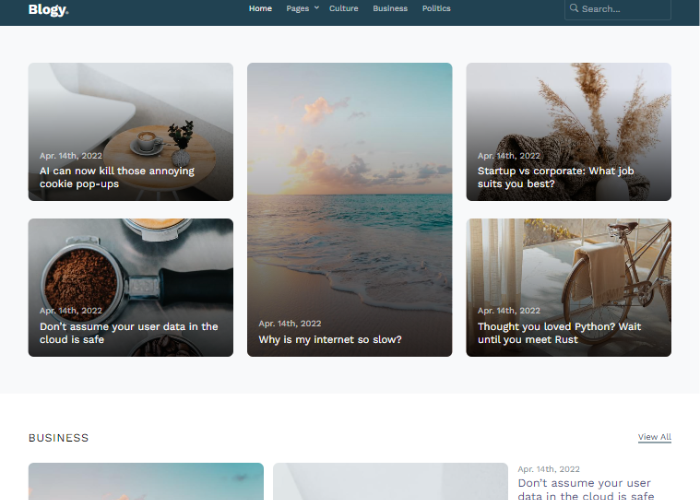 Blogy.
Home
Pages
Culture
Business
Politics
Search...
Apr. 14th, 2022
AI can now kill those annoying
cookie pop-ups
Apr. 14th, 2022
Don't assume your user data in the
cloud is safe
Apr. 14th, 2022
Why is my internet so slow?
Apr. 14th, 2022
Startup vs corporate: What job
suits you best?
Apr. 14th, 2022
Thought you loved Python? Wait
until you meet Rust
BUSINESS
View All
Apr. 14th, 2022
Don't assume your user
data in the cloud is safe